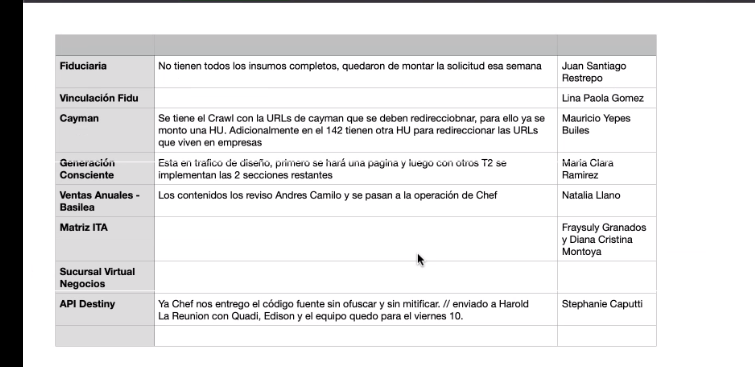 Fiduciaria
No tienen todos los insumos completos, quedaron de montar la solicitud esa semana
Juan Santiago
Restrepo
Vinculación Fidu
Lina Paola Gomez
Cayman
Se tiene el Crawl con la URLs de cayman que se deben redirecciobnar, para ello ya se
monto una HU. Adicionalmente en el 142 tienen otra HU para redireccionar las URLs
que viven en empresas
Mauricio Yepes
Builes
Generación
Consciente
Esta en trafico de diseño, primero se hará una pagina y luego con otros T2 se
implementan las 2 secciones restantes
Maria Clara
Ramirez
Ventas Anuales -
Basilea
Los contenidos los reviso Andres Camilo y se pasan a la operación de Chef
Natalia Llano
Matriz ITA
Fraysuly Granados
y Diana Cristina
Montoya
Sucursal Virtual
Negocios
API Destiny
Ya Chef nos entrego el código fuente sin ofuscar y sin mitificar. // enviado a Harold
La Reunion con Quadi, Edison y el equipo quedo para el viernes 10.
Stephanie Caputti